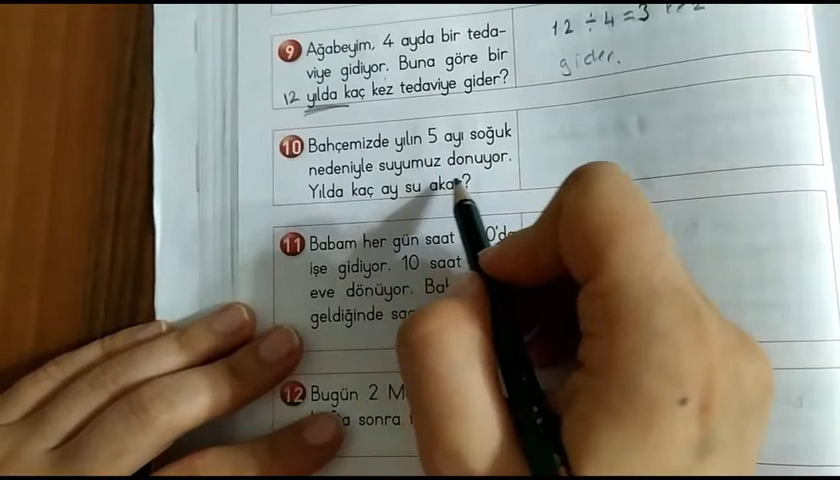 9 Ağabeyim, 4 ayda bir teda-
viye gidiyor. Buna göre bir
12 yılda kaç kez tedaviye gider?
12 ÷ 4 = 3 kez
gider.
10 Bahçemizde yılın 5 ayı soğuk
nedeniyle suyumuz donuyor.
Yılda kaç ay su akar?
11 Babam her gün saat
işe gidiyor. 10 saat
eve dönüyor.
geldiğinde
12 Bugün 2
sonra